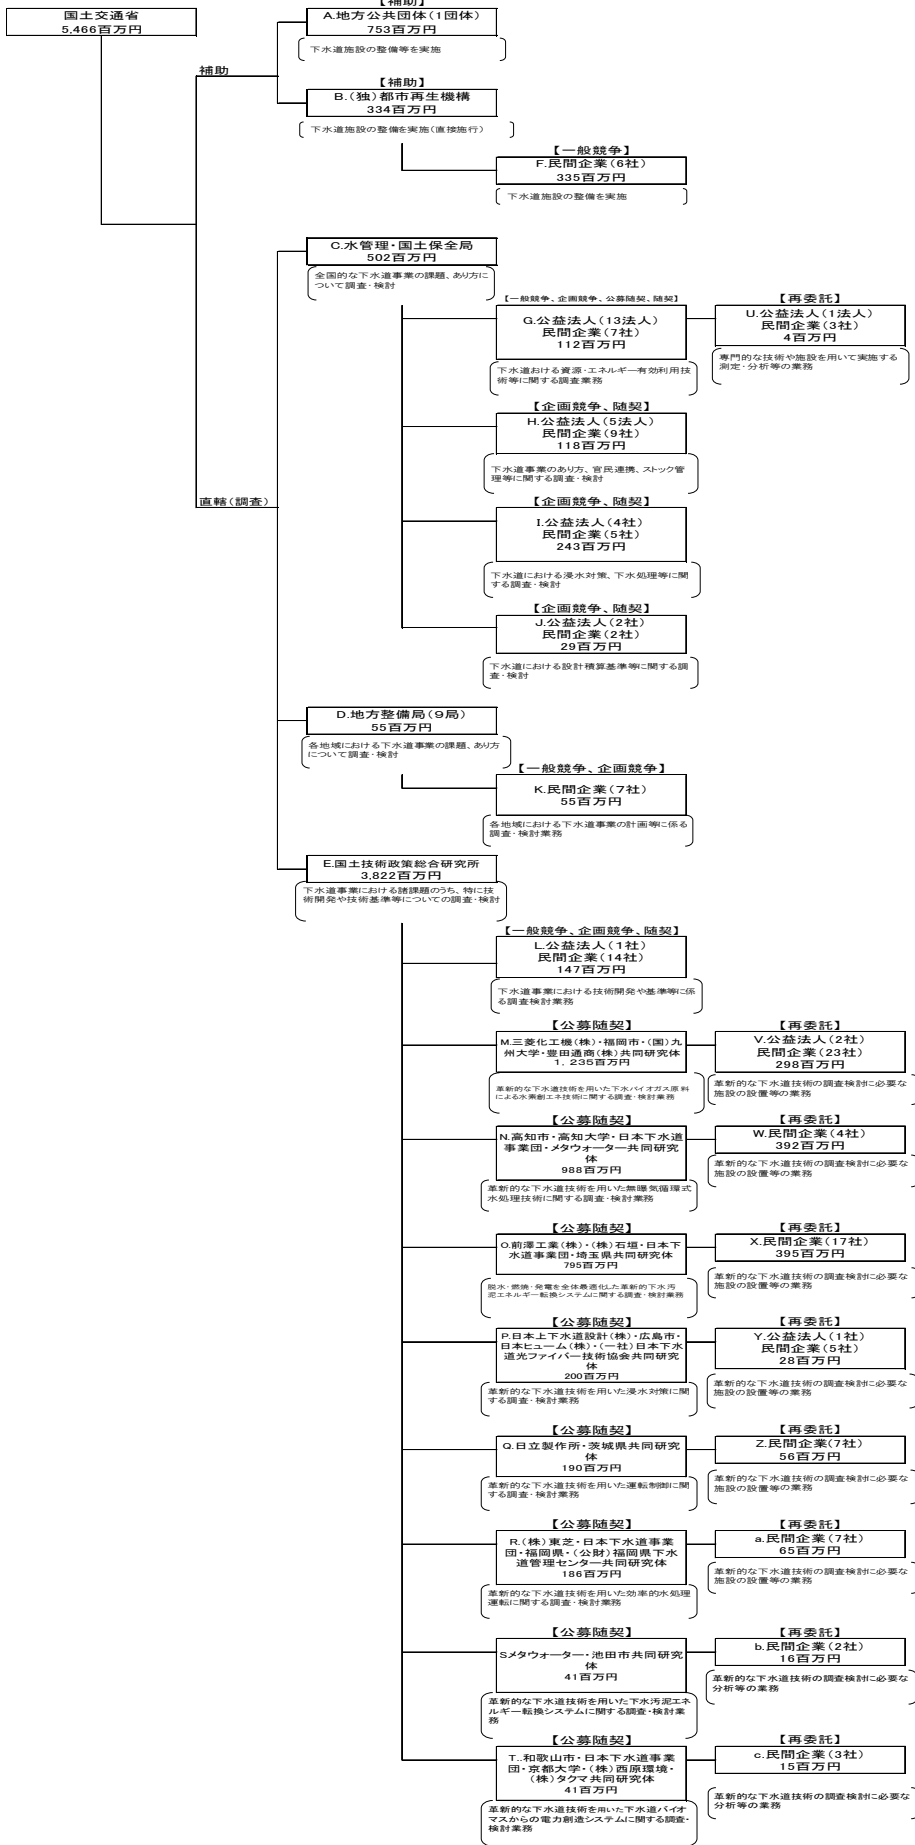 国土交通省
5,466百万円
【補助】
A.地方公共団体(1団体)
753百万円
下水道施設の整備等を実施
補助
【補助】
B.(独)都市再生機構
334百万円
下水道施設の整備を実施(直接施行)
【一般競争】
F.民間企業(6社)
335百万円
下水道施設の整備を実施
直轄(調査)
C.水管理・国土保全局
502百万円
全国的な下水道事業の課題、あり方に
ついて調査・検討
【一般競争、企画競争、公募随契、随契】
G.公益法人(13法人)
民間企業(7社)
112百万円
下水道おける資源・エネルギー有効利用技
術等に関する調査業務
【再委託】
U.公益法人(1法人)
民間企業(3社)
4百万円
専門的な技術や施設を用いて実施する
測定・分析等の業務
【企画競争、随契】
H.公益法人(5法人)
民間企業(9社)
118百万円
下水道事業のあり方、官民連携、ストック管
理等に関する調査・検討
【企画競争、随契】
I.公益法人(4社)
民間企業(5社)
243百万円
下水道における浸水対策、下水処理等に関
する調査・検討
【企画競争、随契】
J.公益法人(2社)
民間企業(2社)
29百万円
下水道における設計積算基準等に関する調
査・検討
D.地方整備局(9局)
55百万円
各地域における下水道事業の課題、あり方
について調査・検討
【一般競争、企画競争】
K.民間企業(7社)
55百万円
各地域における下水道事業の計画等に係る
調査・検討業務
E.国土技術政策総合研究所
3,822百万円
下水道事業における諸課題のうち、特に技
術開発や技術基準等についての調査・検討
【一般競争、企画競争、随契】
L.公益法人(1社)
民間企業(14社)
147百万円
下水道事業における技術開発や基準等に係
る調査検討業務
【公募随契】
M.三菱化工機(株)・福岡市・(国)九
州大学・豊田通商(株)共同研究体
1,235百万円
革新的な下水道技術を用いた下水バイオガス原料
による水素創エネ技術に関する調査・検討業務
【再委託】
V.公益法人(2社)
民間企業(23社)
298百万円
革新的な下水道技術の調査検討に必要な
施設の設置等の業務
【公募随契】
N.高知市・高知大学・日本下水道
事業団・メタウォーター共同研究
体
988百万円
革新的な下水道技術を用いた無曝気循環式
水処理技術に関する調査・検討業務
【再委託】
W.民間企業(4社)
392百万円
革新的な下水道技術の調査検討に必要な
施設の設置等の業務
【公募随契】
O.前澤工業(株)・(株)石垣・日本下
水道事業団・埼玉県共同研究体
795百万円
脱水・燃焼・発電を全体最適化した革新的下水汚
泥エネルギー転換システムに関する調査・検討業務
【再委託】
X.民間企業(17社)
395百万円
革新的な下水道技術の調査検討に必要な
施設の設置等の業務
【公募随契】
P.日本上下水道設計(株)・広島市・
日本ヒューム(株)・(一社)日本下水
道光ファイバー技術協会共同研究
体
200百万円
革新的な下水道技術を用いた浸水対策に関
する調査・検討業務
【再委託】
Y.公益法人(1社)
民間企業(5社)
28百万円
革新的な下水道技術の調査検討に必要な
施設の設置等の業務
【公募随契】
Q.日立製作所・茨城県共同研究
体
190百万円
革新的な下水道技術を用いた運転制御に関
する調査・検討業務
【再委託】
Z.民間企業(7社)
56百万円
革新的な下水道技術の調査検討に必要な
施設の設置等の業務
【公募随契】
R.(株)東芝・日本下水道事業
団・福岡県・(公財)福岡県下水
道管理センター共同研究体
186百万円
革新的な下水道技術を用いた効率的水処理
運転に関する調査・検討業務
【再委託】
a.民間企業(7社)
65百万円
革新的な下水道技術の調査検討に必要な
施設の設置等の業務
【公募随契】
Sメタウォーター・池田市共同研究
体
41百万円
革新的な下水道技術を用いた下水汚泥エネ
ルギー転換システムに関する調査・検討業
務
【再委託】
b.民間企業(2社)
16百万円
革新的な下水道技術の調査検討に必要な
分析等の業務
【公募随契】
T..和歌山市・日本下水道事業
団・京都大学・(株)西原環境・
(株)タクマ共同研究体
41百万円
革新的な下水道技術を用いた下水道バイオ
マスからの電力創造システムに関する調査・
検討業務
【再委託】
c.民間企業(3社)
15百万円
革新的な下水道技術の調査検討に必要な
分析等の業務